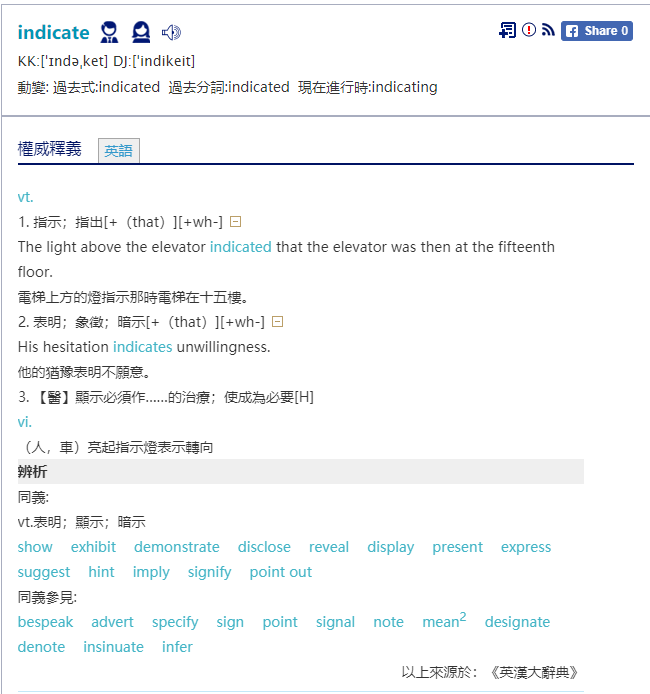 indicate
Share 0
KK:[ˋɪndəˏket] DJ:[ˈindikeit]
動變: 過去式:indicated 過去分詞:indicated 現在進行時:indicating
權威釋義 英語
vt.
1. 指示；指出[+（that）][+wh-]
The light above the elevator indicated that the elevator was then at the fifteenth
floor.
電梯上方的燈指示那時電梯在十五樓。
2. 表明；象徵；暗示[+（that）][+wh-]
His hesitation indicates unwillingness.
他的猶豫表明不願意。
3. 【醫】顯示必須作……的治療；使成為必要[H]
vi.
（人，車）亮起指示燈表示轉向
辨析
同義:
vt.表明；顯示；暗示
show exhibit demonstrate disclose reveal display present express
suggest hint imply signify point out
同義參見:
bespeak advert specify sign point signal note mean2 designate
denote insinuate infer
以上來源於：《英漢大辭典》